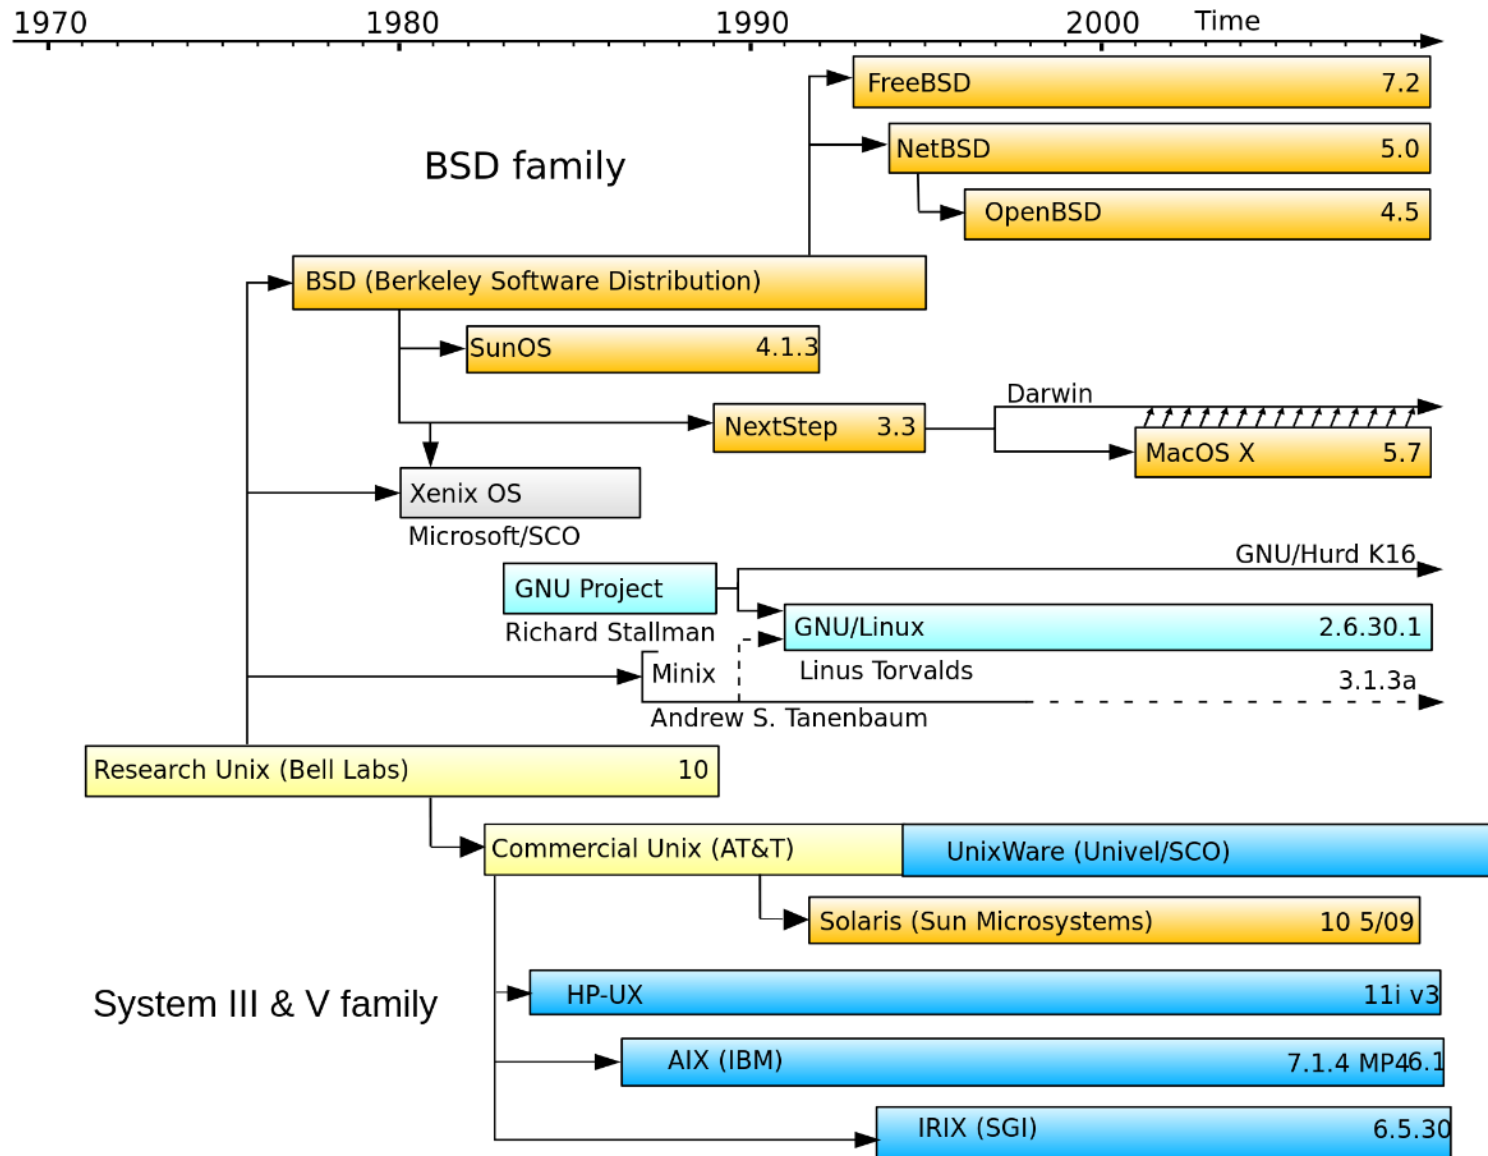 1970 1980 1990 2000 Time
FreeBSD 7.2
NetBSD 5.0
BSD family
OpenBSD 4.5
BSD (Berkeley Software Distribution)
SunOS 4.1.3
Darwin
NextStep 3.3
MacOS X 5.7
Xenix OS
Microsoft/SCO
GNU/Hurd K16
GNU Project
Richard Stallman
GNU/Linux 2.6.30.1
Linus Torvalds
Minix
3.1.3a
Andrew S. Tanenbaum
Research Unix (Bell Labs) 10
Commercial Unix (AT&T)
UnixWare (Univel/SCO)
Solaris (Sun Microsystems) 10 5/09
System III & V family
HP-UX 11i v3
AIX (IBM) 7.1.4 MP46.1
IRIX (SGI) 6.5.30